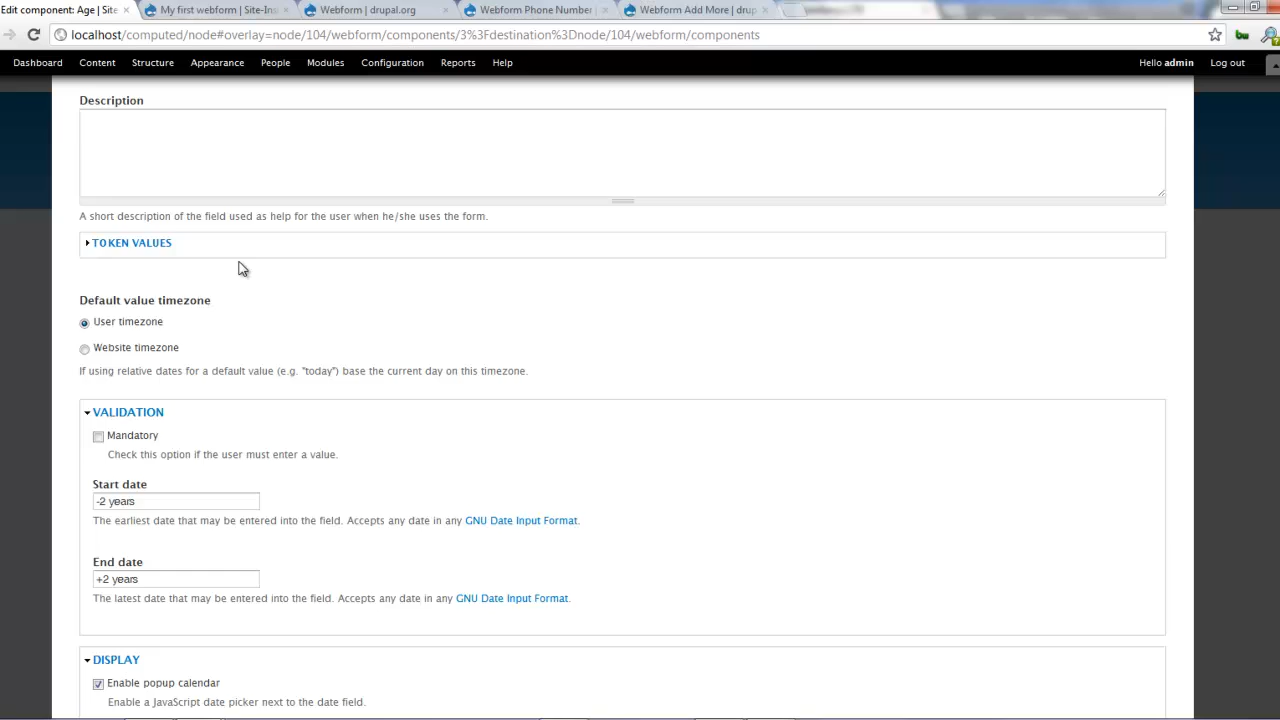 Edit component: Age | Site
My first webform | Site-Ins
Webform | drupal.org
Webform Phone Number |
Webform Add More | drup
localhost/computed/node#overlay=node/104/webform/components/3%3Fdestination%3Dnode/104/webform/components
Dashboard Content Structure Appearance People Modules Configuration Reports Help Hello admin Log out
Description
A short description of the field used as help for the user when he/she uses the form.
TOKEN VALUES
Default value timezone
User timezone
Website timezone
If using relative dates for a default value (e.g. "today") base the current day on this timezone.
VALIDATION
Mandatory
Check this option if the user must enter a value.
Start date
-2 years
The earliest date that may be entered into the field. Accepts any date in any GNU Date Input Format.
End date
+2 years
The latest date that may be entered into the field. Accepts any date in any GNU Date Input Format.
DISPLAY
Enable popup calendar
Enable a JavaScript date picker next to the date field.